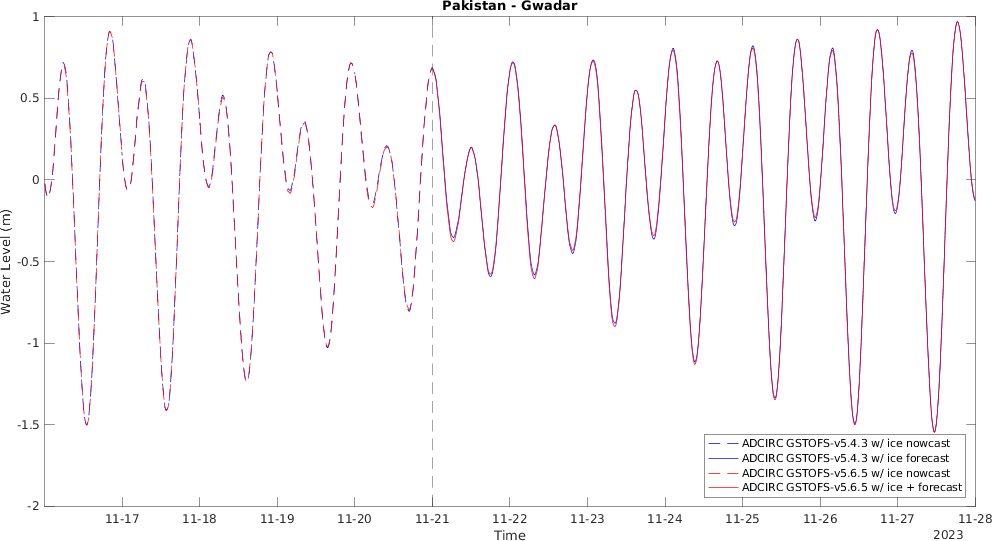 Pakistan - Gwadar
Water Level (m)
1
0.5
0
-0.5
-1
-1.5
-2
ADCIRC GSTOFS-v5.4.3 w/ ice nowcast
ADCIRC GSTOFS-v5.4.3 w/ ice forecast
ADCIRC GSTOFS-v5.6.5 w/ ice nowcast
ADCIRC GSTOFS-v5.6.5 w/ ice + forecast
11-17 11-18 11-19 11-20 11-21 11-22 11-23 11-24 11-25 11-26 11-27 11-28
Time
2023